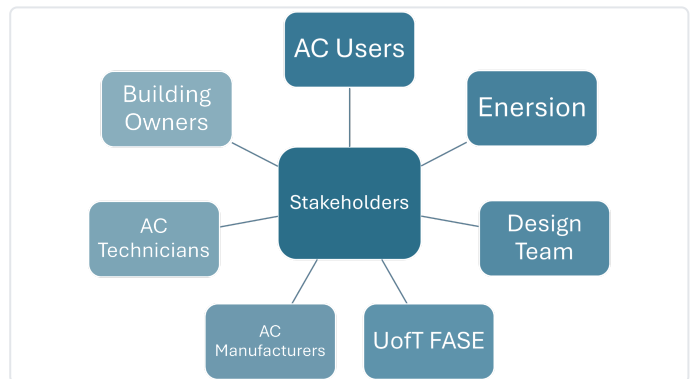 AC Users
Building
Owners
Enersion
Stakeholders
AC
Technicians
Design
Team
AC
Manufacturers
UofT FASE